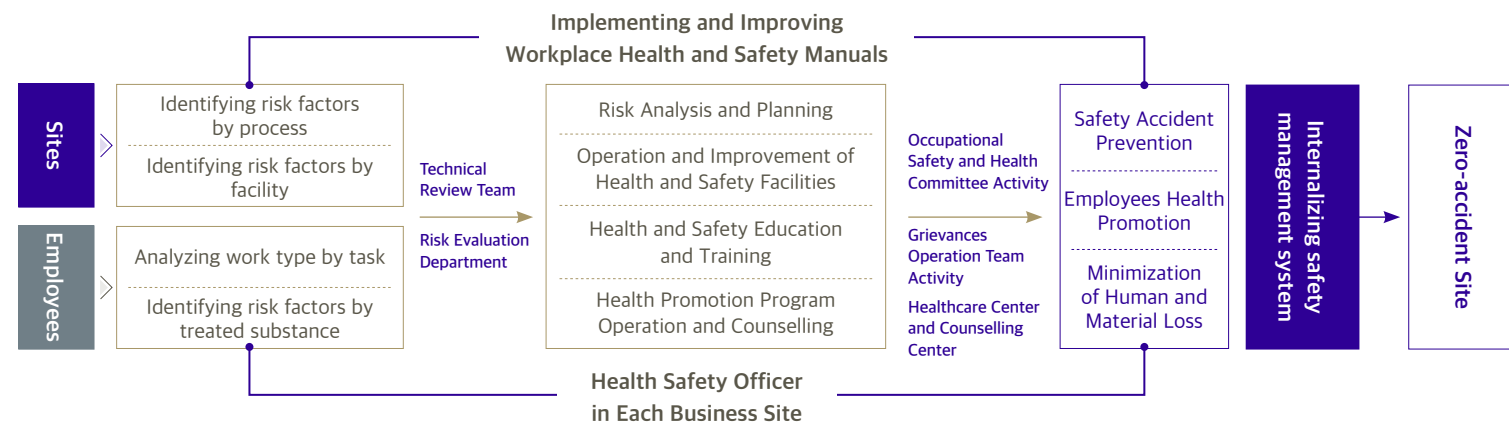 Implementing and Improving
Workplace Health and Safety Manuals
Sites
Identifying risk factors
by process
Identifying risk factors by
facility
Employees
Analyzing work type by task
Identifying risk factors by
treated substance
Technical
Review Team
Risk Evaluation
Department
Risk Analysis and Planning
Operation and Improvement of
Health and Safety Facilities
Health and Safety Education
and Training
Health Promotion Program
Operation and Counselling
Occupational
Safety and Health
Committee Activity
Grievances
Operation Team
Activity
Healthcare Center
and Counselling
Center
Safety Accident
Prevention
Employees Health
Promotion
Minimization
of Human and
Material Loss
Internalizing safety
management system
Zero-accident Site
Health Safety Officer
in Each Business Site